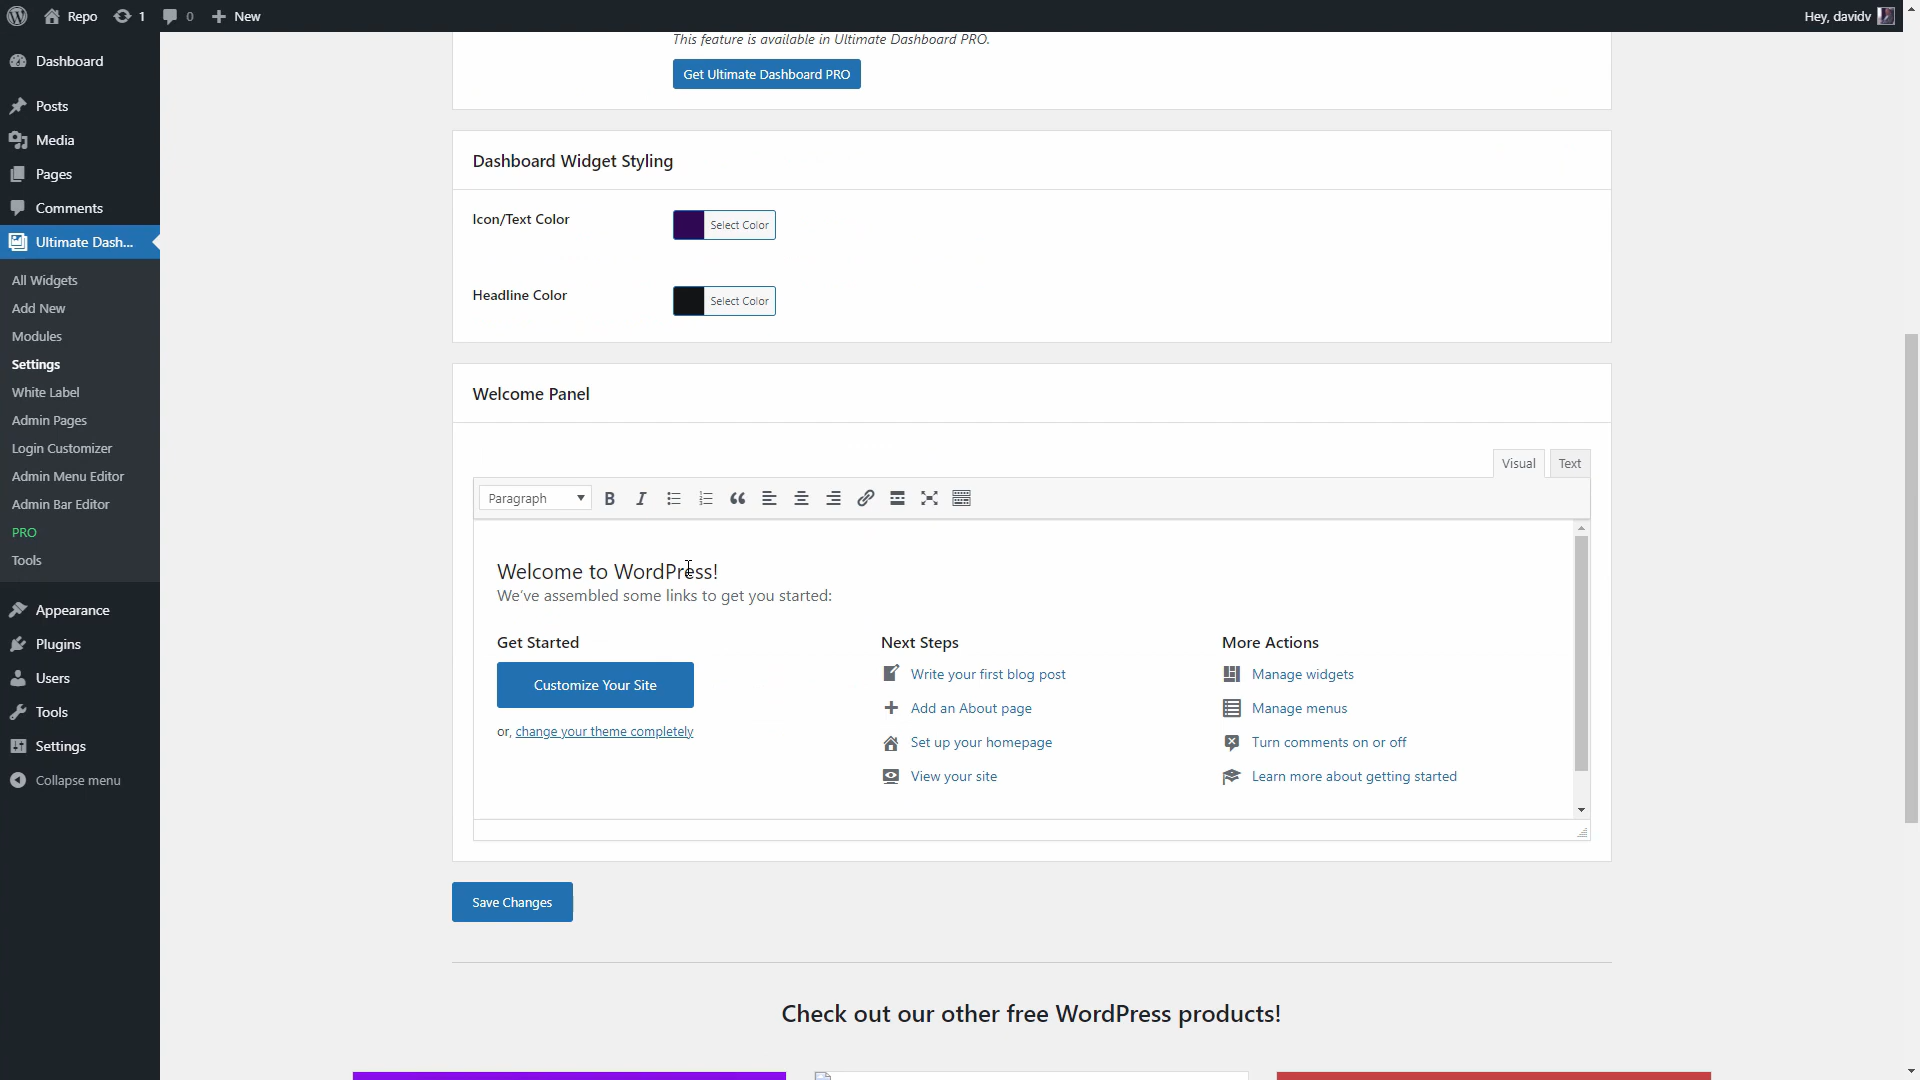 Repo
1
0
New
Hey, davidv
Dashboard
Posts
Media
Pages
Comments
Ultimate Dash...
All Widgets
Add New
Modules
Settings
White Label
Admin Pages
Login Customizer
Admin Menu Editor
Admin Bar Editor
PRO
Tools
Appearance
Plugins
Users
Tools
Settings
Collapse menu
This feature is available in Ultimate Dashboard PRO.
Get Ultimate Dashboard PRO
Dashboard Widget Styling
Icon/Text Color
Select Color
Headline Color
Select Color
Welcome Panel
Visual
Text
Paragraph
Welcome to WordPress!
We've assembled some links to get you started:
Get Started
Customize Your Site
or, change your theme completely
Next Steps
Write your first blog post
Add an About page
Set up your homepage
View your site
More Actions
Manage widgets
Manage menus
Turn comments on or off
Learn more about getting started
Save Changes
Check out our other free WordPress products!